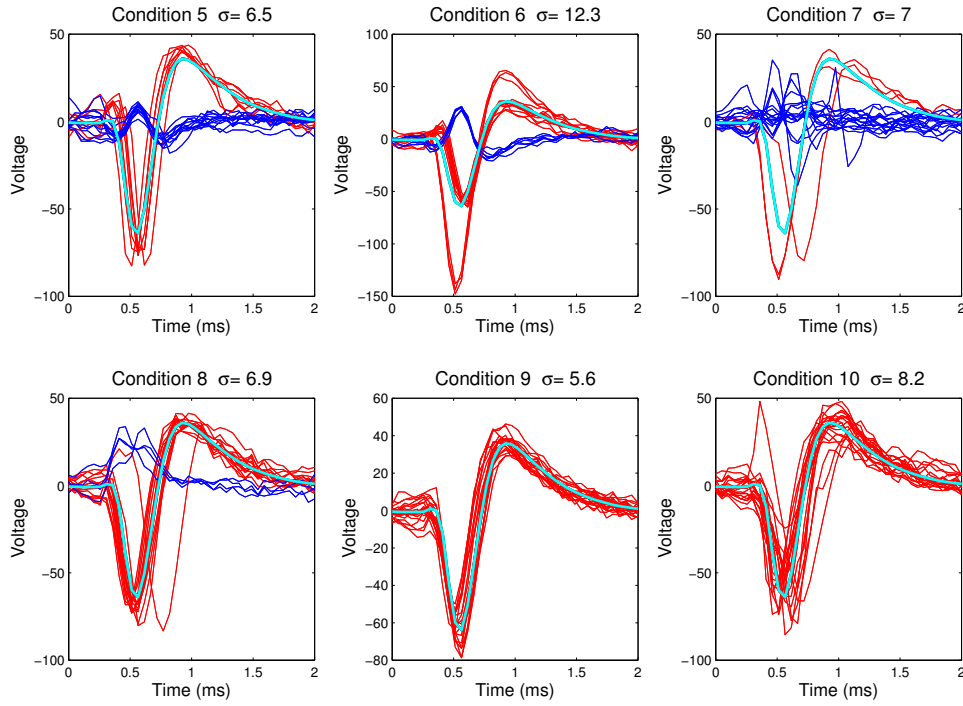 Condition 5 σ= 6.5
50
0
−50
−100
Voltage
0 0.5 1 1.5 2
Time (ms)
Condition 6 σ= 12.3
100
50
0
−50
−100
−150
Voltage
0 0.5 1 1.5 2
Time (ms)
Condition 7 σ= 7
50
0
−50
−100
Voltage
0 0.5 1 1.5 2
Time (ms)
Condition 8 σ= 6.9
50
0
−50
−100
Voltage
0 0.5 1 1.5 2
Time (ms)
Condition 9 σ= 5.6
60
40
20
0
−20
−40
−60
−80
Voltage
0 0.5 1 1.5 2
Time (ms)
Condition 10 σ= 8.2
50
0
−50
−100
Voltage
0 0.5 1 1.5 2
Time (ms)